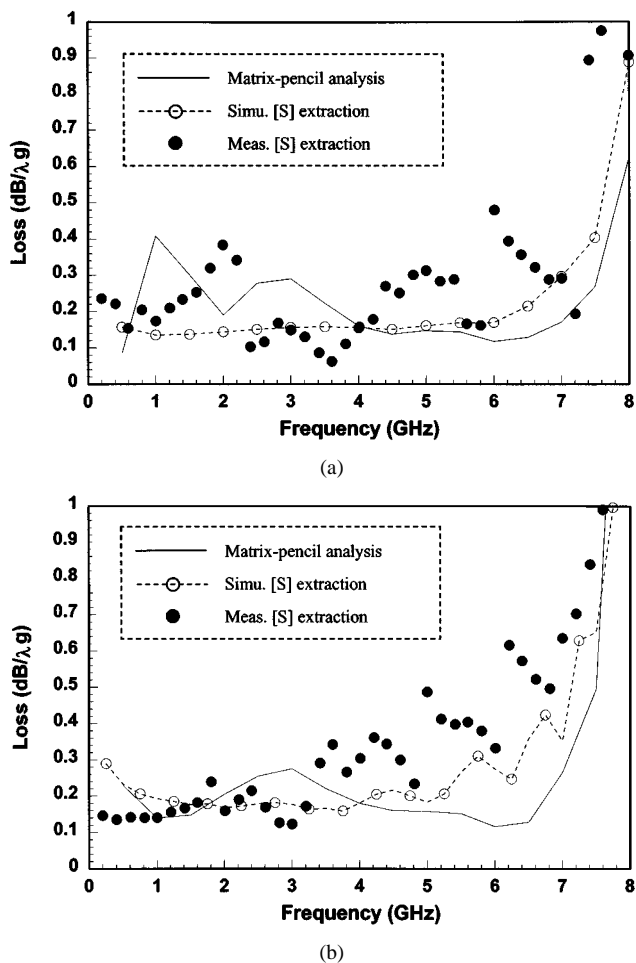 1
0.9
0.8
0.7
0.6
0.5
0.4
0.3
0.2
0.1
0
Loss (dB/λg)
Matrix-pencil analysis
Simu. [S] extraction
Meas. [S] extraction
0 1 2 3 4 5 6 7 8
Frequency (GHz)
(a)
1
0.9
0.8
0.7
0.6
0.5
0.4
0.3
0.2
0.1
0
Loss (dB/λg)
Matrix-pencil analysis
Simu. [S] extraction
Meas. [S] extraction
0 1 2 3 4 5 6 7 8
Frequency (GHz)
(b)